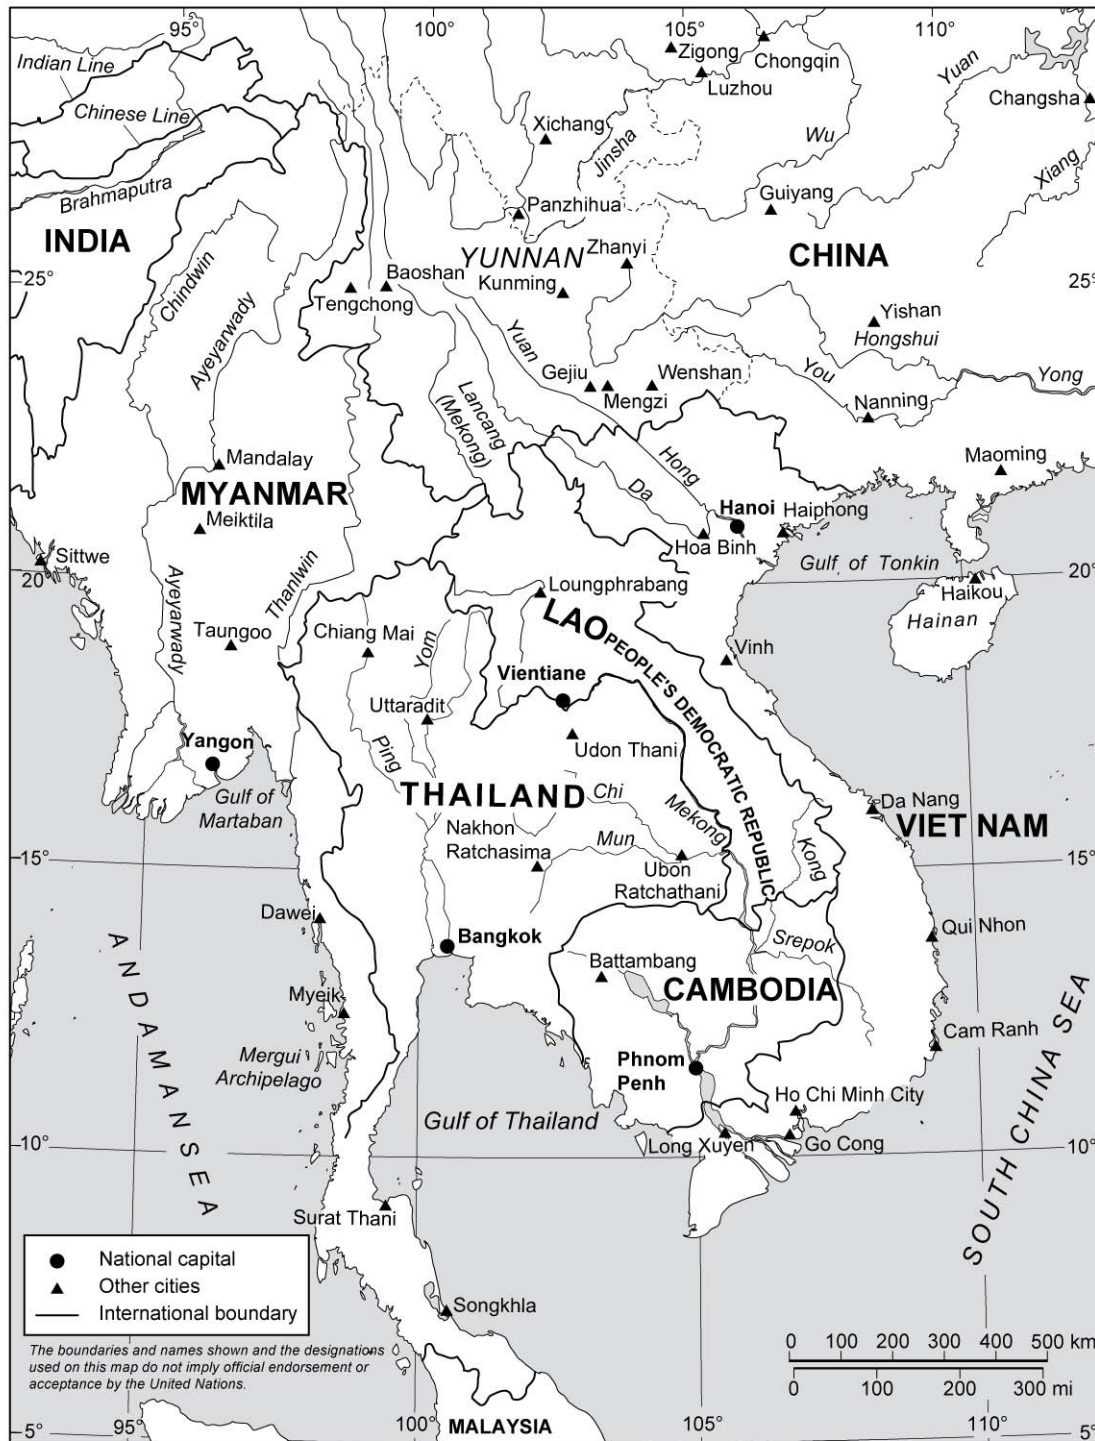 95°
100°
105°
110°
Indian Line
Chinese Line
Brahmaputra
INDIA
Zigong
Chongqin
Luzhou
Yuan
Changsha
Xichang
Jinsha
Wu
Xiang
Panzhihua
Guiyang
YUNNAN
Zhanyi
CHINA
Kunming
25°
25°
Baoshan
Tengchong
Chindwin
Ayeyarwady
Yuan
Yishan
Hongshui
Gejiu
Wenshan
Mengzi
You
Yong
Nanning
Lancang
(Mekong)
Mandalay
MYANMAR
Meiktila
Hong
Da
Maoming
Hanoi
Haiphong
Hoa Binh
Gulf of Tonkin
Sittwe
20°
20°
Ayeyarwady
Thanlwin
Loungphrabang
Haikou
Hainan
Taungoo
Chiang Mai
Yom
LAO PEOPLE'S DEMOCRATIC REPUBLIC
Vinh
Vientiane
Uttaradit
Yangon
Ping
Udon Thani
Gulf of
Martaban
THAILAND
Chi
Mekong
Da Nang
VIET NAM
Nakhon
Ratchasima
Mun
Kong
15°
15°
Ubon
Ratchathani
Dawei
Bangkok
Qui Nhon
Srepok
Battambang
CAMBODIA
ANDAMAN SEA
Myeik
Cam Ranh
Mergui
Archipelago
Phnom
Penh
Ho Chi Minh City
Gulf of Thailand
SOUTH CHINA SEA
10°
10°
Long Xuyen
Go Cong
Surat Thani
National capital
Other cities
International boundary
Songkhla
The boundaries and names shown and the designations
used on this map do not imply official endorsement or
acceptance by the United Nations.
0 100 200 300 400 500 km
0 100 200 300 mi
MALAYSIA
5°
95°
100°
105°
110°
5°